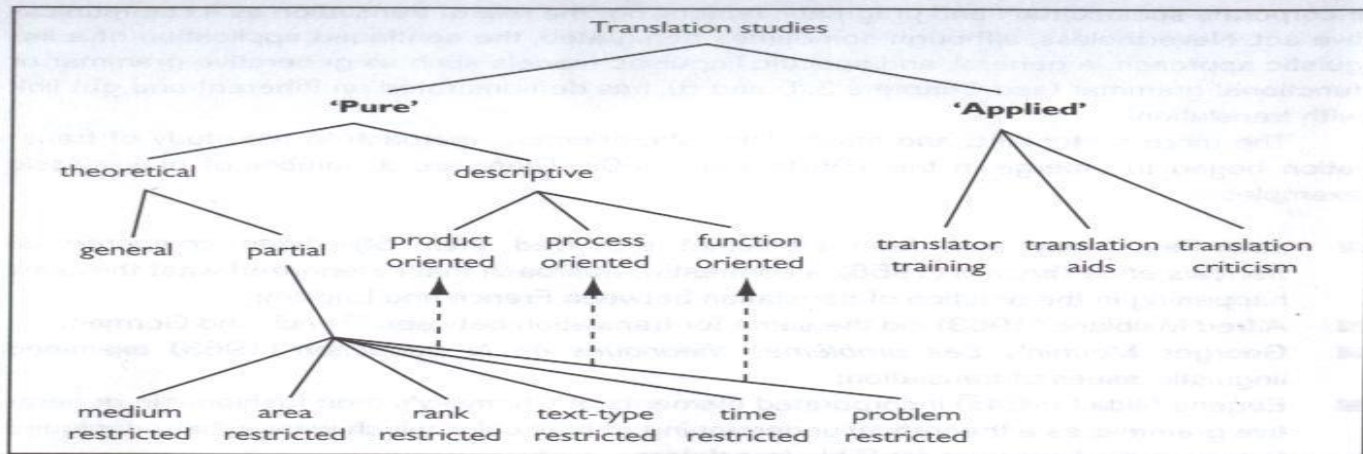 Translation studies
'Pure'
'Applied'
theoretical
descriptive
general
partial
product
oriented
process
oriented
function
oriented
translator
training
translation
aids
translation
criticism
medium
restricted
area
restricted
rank
restricted
text-type
restricted
time
restricted
problem
restricted